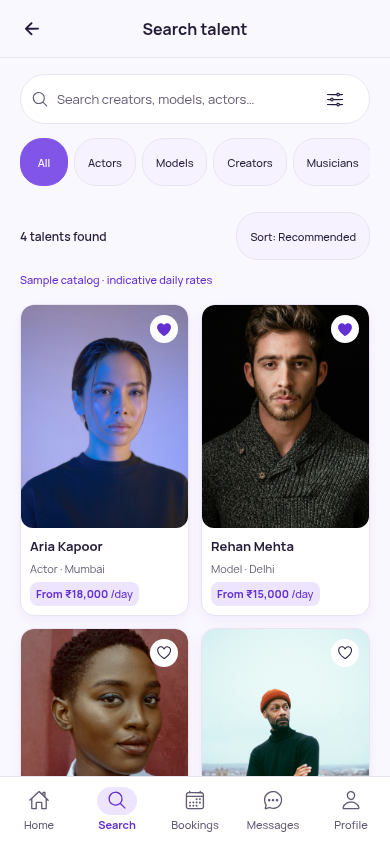 Search talent
Search creators, models, actors...
All
Actors
Models
Creators
Musicians
4 talents found
Sort: Recommended
Sample catalog · indicative daily rates
Aria Kapoor
Actor · Mumbai
From ₹18,000 /day
Rehan Mehta
Model · Delhi
From ₹15,000 /day
Home
Search
Bookings
Messages
Profile